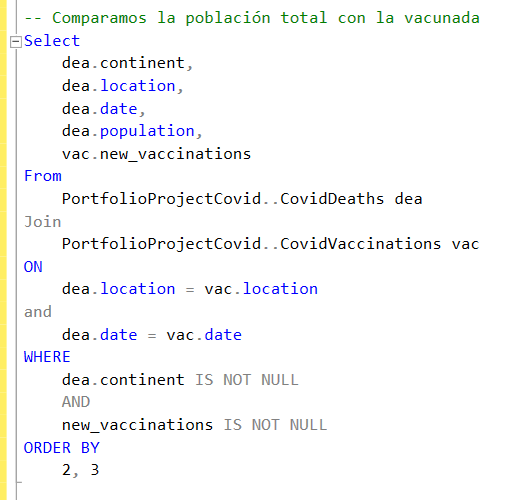 -- Comparamos la población total con la vacunada
Select
dea.continent,
dea.location,
dea.date,
dea.population,
vac.new_vaccinations
From
PortfolioProjectCovid..CovidDeaths dea
Join
PortfolioProjectCovid..CovidVaccinations vac
ON
dea.location = vac.location
and
dea.date = vac.date
WHERE
dea.continent IS NOT NULL
AND
new_vaccinations IS NOT NULL
ORDER BY
2, 3